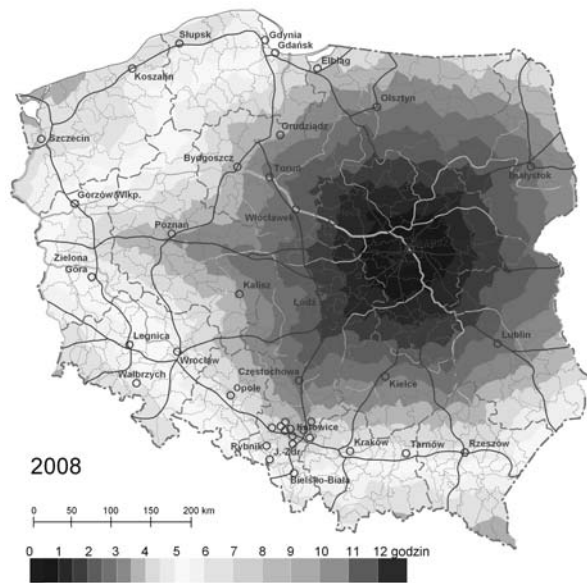 Słupsk
Gdynia
Gdańsk
Koszalin
Elbląg
Olsztyn
Szczecin
Grudziądz
Bydgoszcz
Białystok
Toruń
Gorzów Wlkp.
Włocławek
Poznań
Zielona
Góra
Kalisz
Łódź
Lublin
Legnica
Wrocław
Wałbrzych
Częstochowa
Kielce
Opole
Katowice
Rybnik
J.-Zdr.
Kraków
Tarnów
Rzeszów
Bielsko-Biała
2008
0 50 100 150 200 km
0 1 2 3 4 5 6 7 8 9 10 11 12 godzin